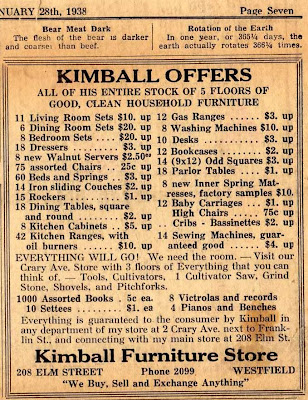 NUARY 28th, 1938
Page Seven
Bear Meat Dark
The flesh of the bear is darker
and coarser than beef.
Rotation of the Earth
In one year, or 365¼ days, the
earth actually rotates 366¼ times.
KIMBALL OFFERS
ALL OF HIS ENTIRE STOCK OF 5 FLOORS OF
GOOD, CLEAN HOUSEHOLD FURNITURE
11 Living Room Sets $10. up
6 Dining Room Sets $20. up
8 Bedroom Sets .... $20. up
18 Dressers ........ $3. up
8 new Walnut Servers $2.50
75 assorted Chairs .. 25c up
60 Beds and Springs . $3. up
14 Iron sliding Couches $2. up
15 Rockers ......... $1. up
18 Dining Tables, square
and round ...... $2. up
8 Kitchen Cabinets . $5. up
42 Kitchen Ranges, with
oil burners .... $10. up
12 Gas Ranges ...... $3. up
8 Washing Machines $10. up
10 Desks ........... $3. up
12 Bookcases ....... $2. up
14 (9x12) Odd Squares $3. up
18 Parlor Tables .... $1. up
8 new Inner Spring Mat-
tresses, factory samples $10.
12 Baby Carriages .. $1. up
High Chairs .... 75c up
.. Cribs - Bassinettes $2. up
14 Sewing Machines, guar-
anteed good .... $4. up
EVERYTHING WILL GO! We need the room. — Visit our
Crary Ave. Store with 3 floors of Everything that you can
think of. — Tools, Cultivators, 1 Cultivator Saw, Grind
Stone, Shovels, and Pitchforks.
1000 Assorted Books . 5c ea.
10 Settees ......... $1. ea
8 Victrolas and records
4 Pianos and Benches
Everything is guaranteed to the consumer by Kimball in
any department of my store at 2 Crary Ave. next to Frank-
lin St., and connecting with my main store at 208 Elm St.
Kimball Furniture Store
208 ELM STREET
Phone 2099
WESTFIELD
"We Buy, Sell and Exchange Anything"